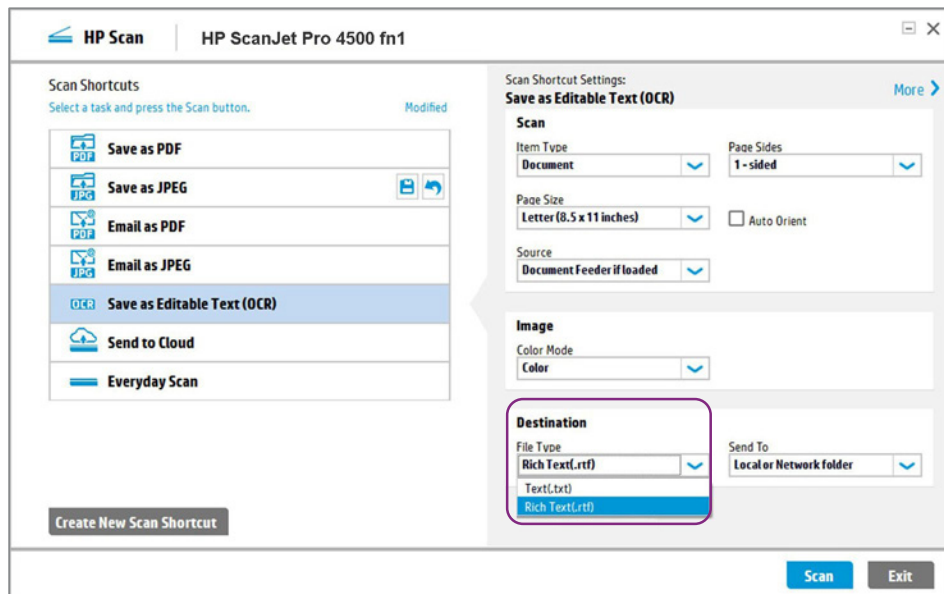 HP Scan
HP ScanJet Pro 4500 fn1
Scan Shortcuts
Select a task and press the Scan button.
Modified
PDF
Save as PDF
JPG
Save as JPEG
PDF
Email as PDF
JPG
Email as JPEG
OCR
Save as Editable Text (OCR)
Send to Cloud
Everyday Scan
Create New Scan Shortcut
Scan Shortcut Settings:
Save as Editable Text (OCR)
More
Scan
Item Type
Page Sides
Document
1 - sided
Page Size
Letter (8.5 x 11 inches)
Auto Orient
Source
Document Feeder if loaded
Image
Color Mode
Color
Destination
File Type
Send To
Rich Text(.rtf)
Local or Network folder
Text(.txt)
Rich Text(.rtf)
Scan
Exit